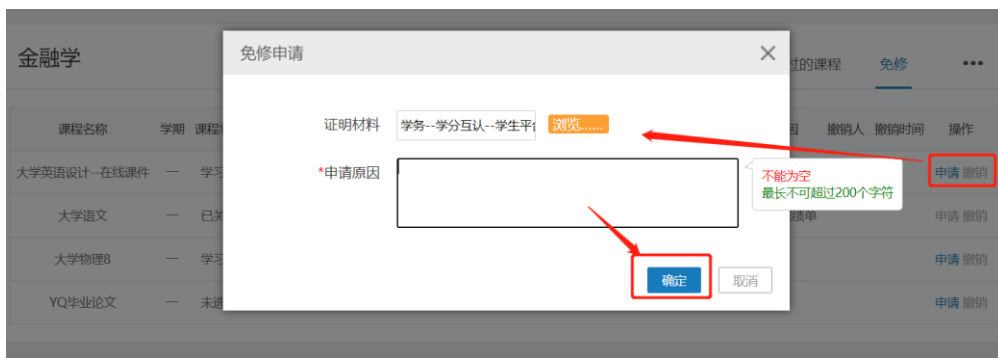 金融学
免修申请
过的课程 免修
课程名称 学期 课程
撤销人 撤销时间 操作
证明材料 学务--学分互认--学生平台 浏览......
大学英语设计--在线课件 — 学习
申请 撤销
*申请原因
不能为空
最长不可超过200个字符
大学语文 — 已关
成绩单 申请 撤销
大学物理8 — 学习
申请 撤销
确定 取消
YQ毕业论文 — 未选
申请 撤销